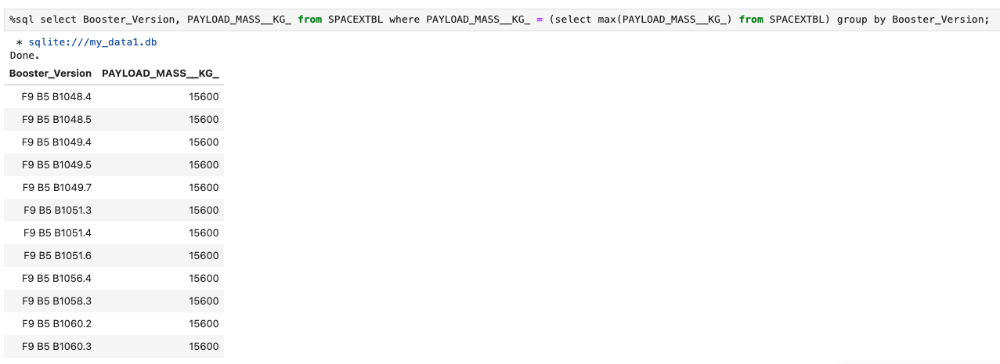 %sql select Booster_Version, PAYLOAD_MASS__KG_ from SPACEXTBL where PAYLOAD_MASS__KG_ = (select max(PAYLOAD_MASS__KG_) from SPACEXTBL) group by Booster_Version;
* sqlite:///my_data1.db
Done.
Booster_Version PAYLOAD_MASS__KG_
F9 B5 B1048.4 15600
F9 B5 B1048.5 15600
F9 B5 B1049.4 15600
F9 B5 B1049.5 15600
F9 B5 B1049.7 15600
F9 B5 B1051.3 15600
F9 B5 B1051.4 15600
F9 B5 B1051.6 15600
F9 B5 B1056.4 15600
F9 B5 B1058.3 15600
F9 B5 B1060.2 15600
F9 B5 B1060.3 15600